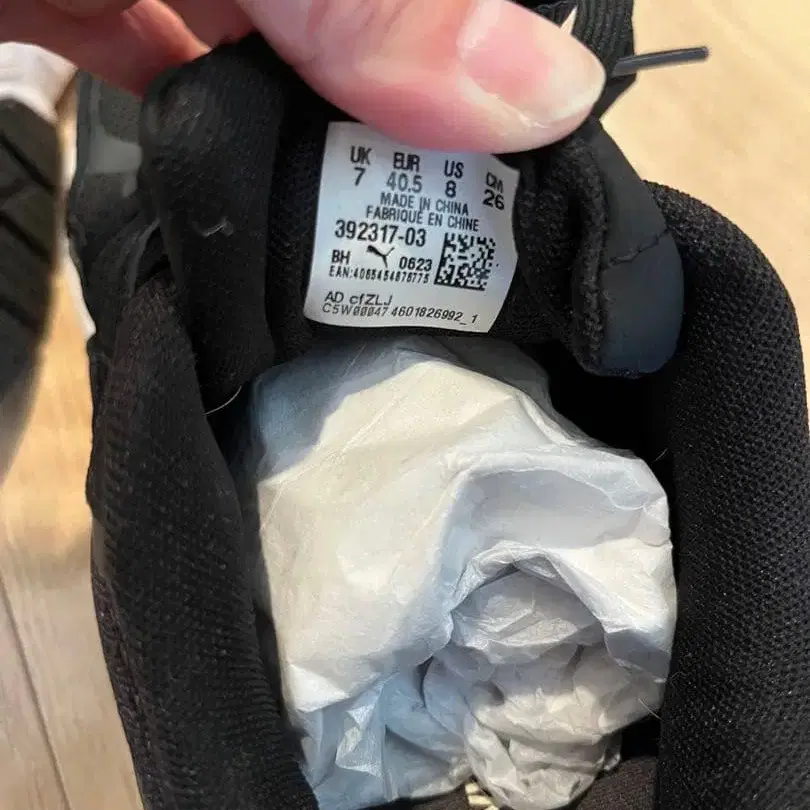 UK EUR US CM
7 40.5 8 26
MADE IN CHINA
FABRIQUÉ EN CHINE
392317-03
BH 0623
EAN:4065454876775
AD cfZLJ
C5W00047 4601826992_1